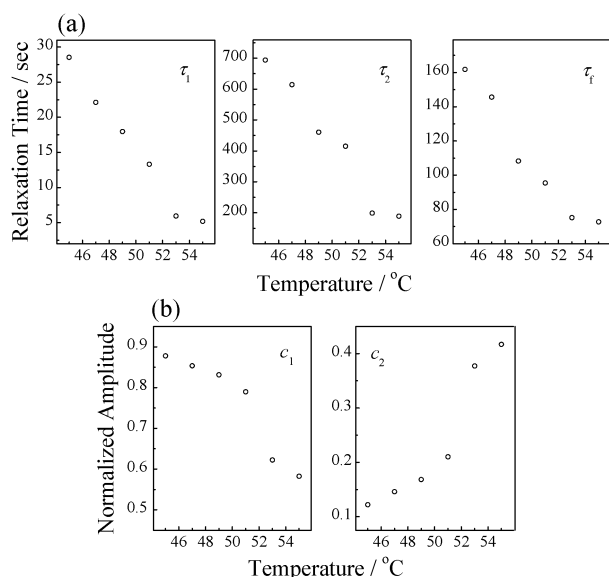 (a)
Relaxation Time / sec
30
25
20
15
10
5
τ1
46 48 50 52 54
700
600
500
400
300
200
τ2
46 48 50 52 54
160
140
120
100
80
60
τf
46 48 50 52 54
Temperature / °C
(b)
Normalized Amplitude
0.9
0.8
0.7
0.6
0.5
c1
46 48 50 52 54
0.4
0.3
0.2
0.1
c2
46 48 50 52 54
Temperature / °C